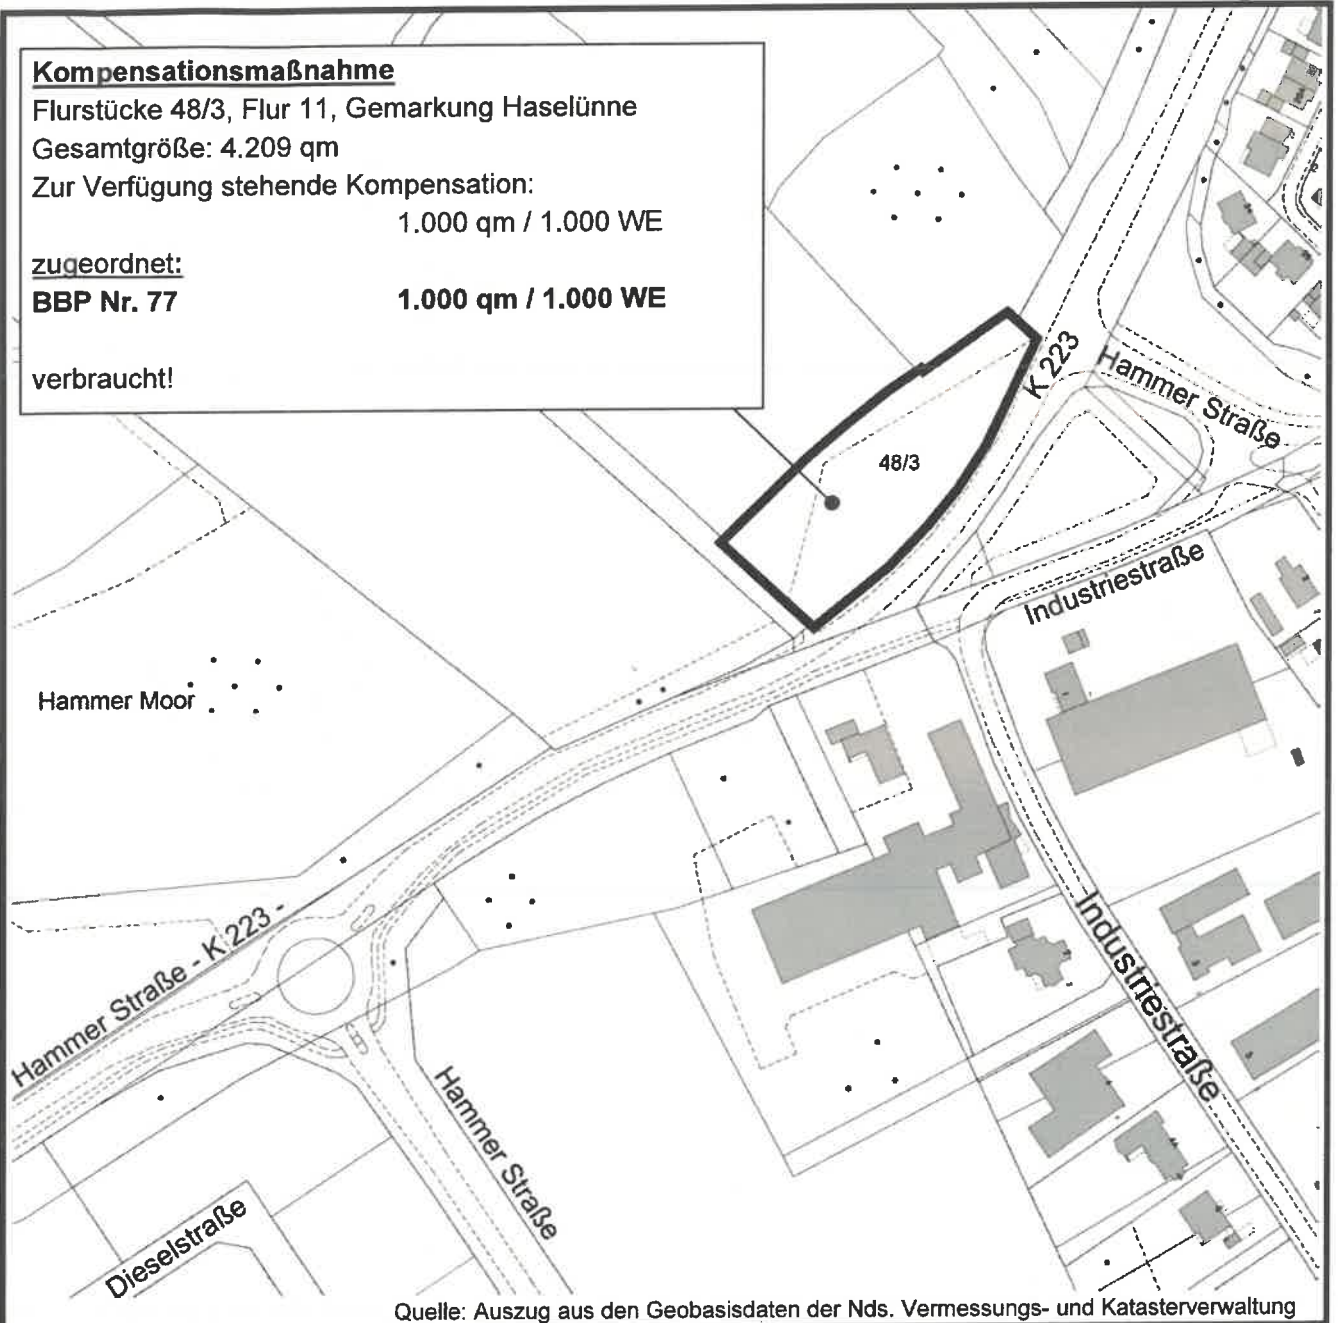 Kompensationsmaßnahme
Flurstücke 48/3, Flur 11, Gemarkung Haselünne
Gesamtgröße: 4.209 qm
Zur Verfügung stehende Kompensation:
1.000 qm / 1.000 WE
zugeordnet:
BBP Nr. 77 1.000 qm / 1.000 WE
verbraucht!
K 223
Hammer Straße
48/3
Industriestraße
Hammer Moor
Hammer Straße - K 223 -
Industriestraße
Hammer Straße
Dieselstraße
Quelle: Auszug aus den Geobasisdaten der Nds. Vermessungs- und Katasterverwaltung